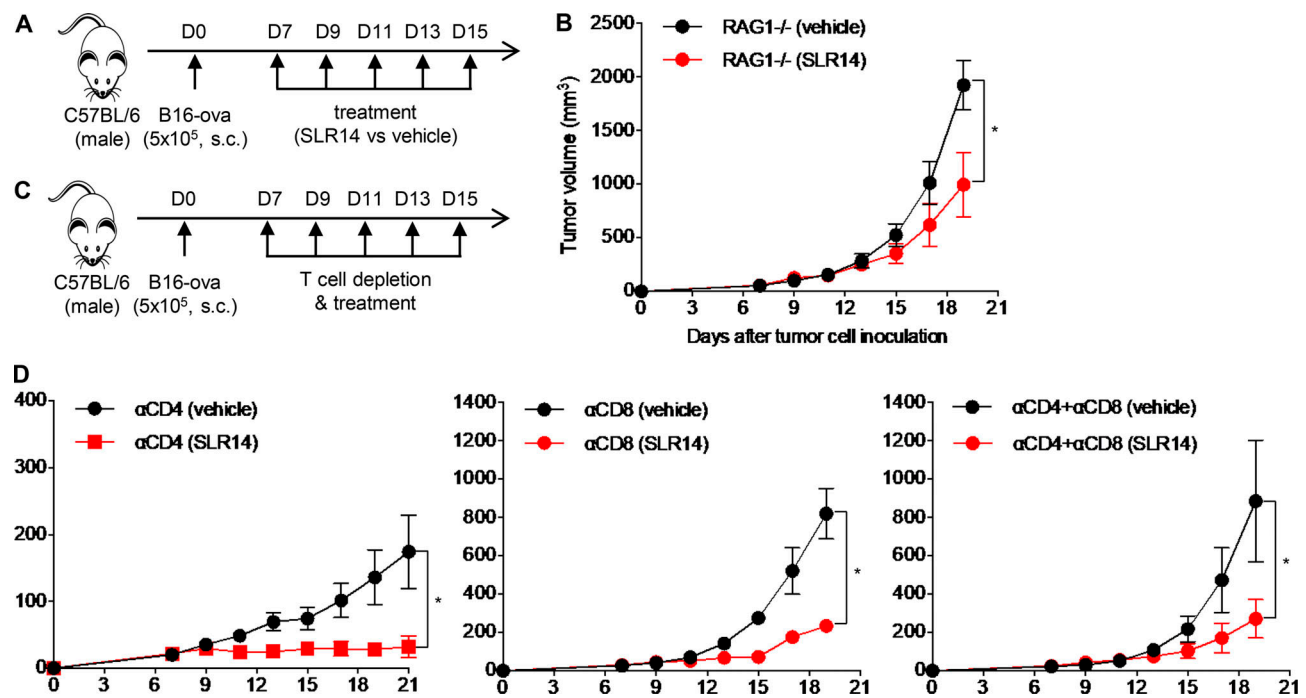 A
D0 D7 D9 D11 D13 D15
C57BL/6
(male)
B16-ova
(5x10⁵, s.c.)
treatment
(SLR14 vs vehicle)
B
RAG1-/- (vehicle)
RAG1-/- (SLR14)
Tumor volume (mm³)
2500
2000
1500
1000
500
0
*
0 3 6 9 12 15 18 21
Days after tumor cell inoculation
C
D0 D7 D9 D11 D13 D15
C57BL/6
(male)
B16-ova
(5x10⁵, s.c.)
T cell depletion
& treatment
D
αCD4 (vehicle)
αCD4 (SLR14)
400
300
200
100
0
*
0 3 6 9 12 15 18 21
αCD8 (vehicle)
αCD8 (SLR14)
1400
1200
1000
800
600
400
200
0
*
0 3 6 9 12 15 18 21
αCD4+αCD8 (vehicle)
αCD4+αCD8 (SLR14)
1400
1200
1000
800
600
400
200
0
*
0 3 6 9 12 15 18 21